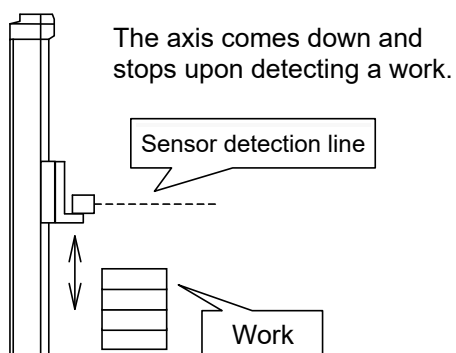 The axis comes down and
stops upon detecting a work.
Sensor detection line
Work